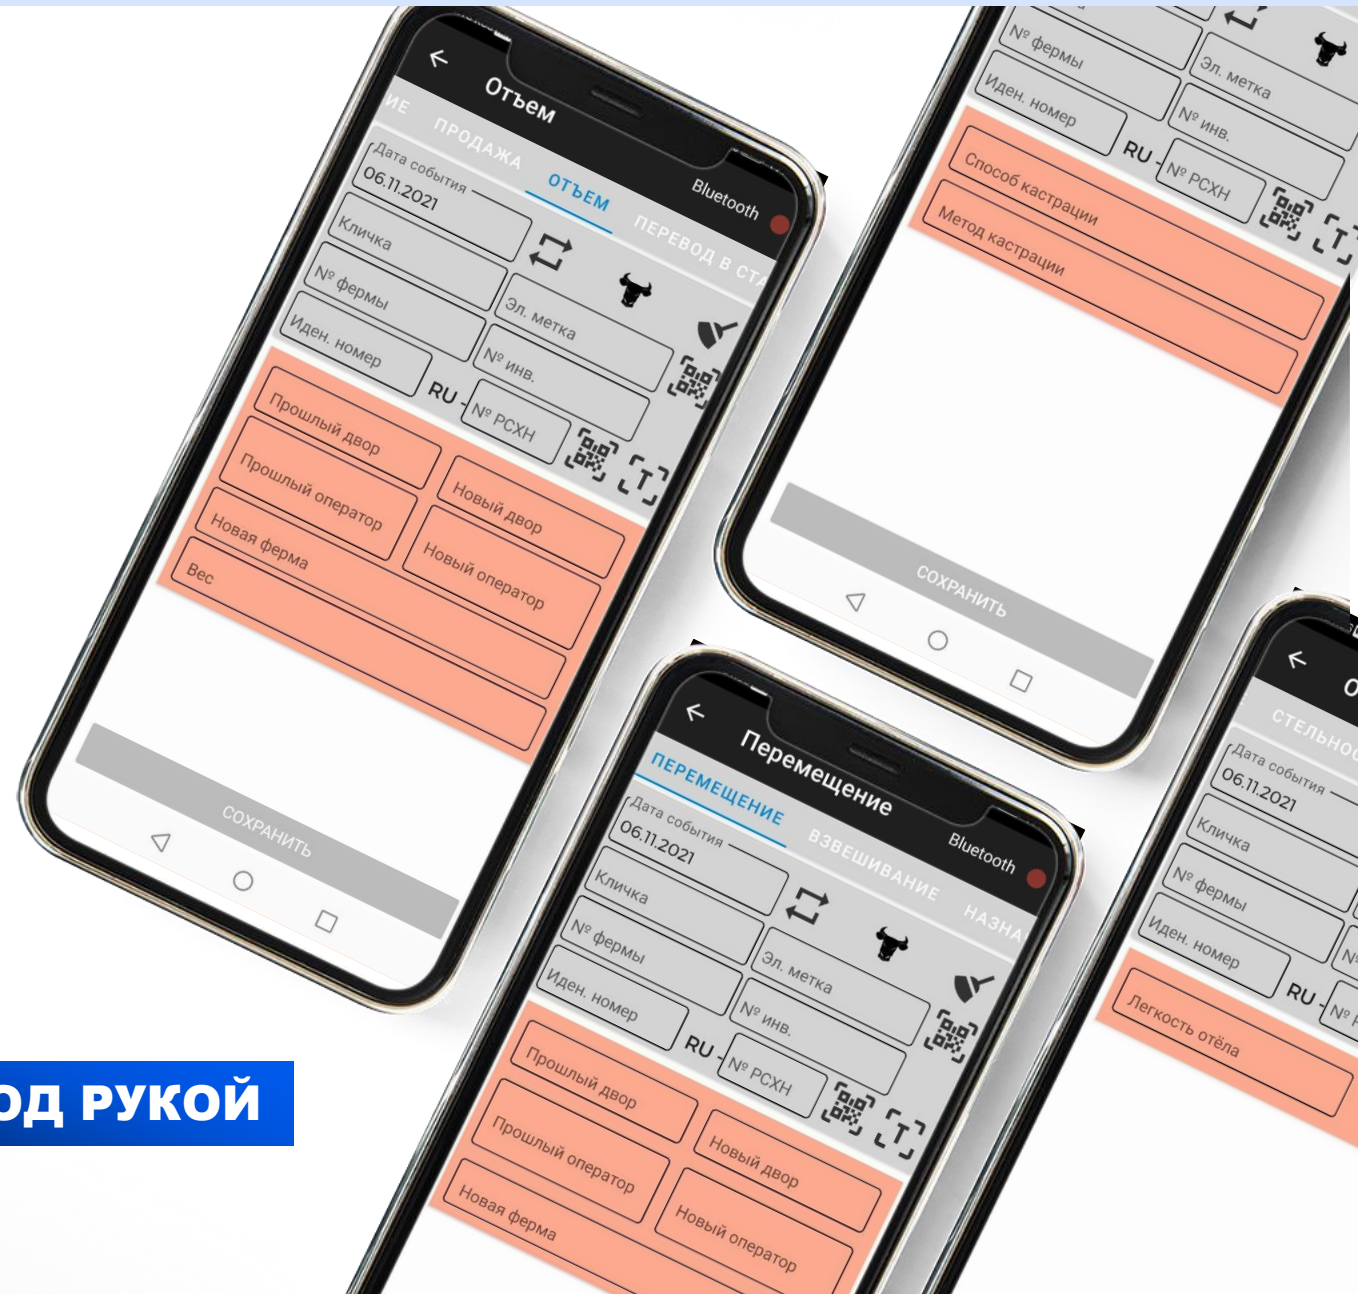 Отъем
Bluetooth
ИЕ ПРОДАЖА ОТЪЕМ ПЕРЕВОД В СТА
Дата события
06.11.2021
Кличка
Эл. метка
№ фермы
№ инв.
Иден. номер
RU - № РСХН
Прошлый двор
Новый двор
Прошлый оператор
Новый оператор
Новая ферма
Вес
СОХРАНИТЬ
№ фермы
Эл. метка
Иден. номер
№ инв.
RU - № РСХН
Способ кастрации
Метод кастрации
СОХРАНИТЬ
Перемещение
Bluetooth
ПЕРЕМЕЩЕНИЕ ВЗВЕШИВАНИЕ НАЗНА
Дата события
06.11.2021
Кличка
Эл. метка
№ фермы
№ инв.
Иден. номер
RU - № РСХН
Прошлый двор
Новый двор
Прошлый оператор
Новый оператор
Новая ферма
О
СТЕЛЬНОС
Дата события
06.11.2021
Кличка
№ фермы
Иден. номер
RU - № Р
Легкость отёла
ОД РУКОЙ